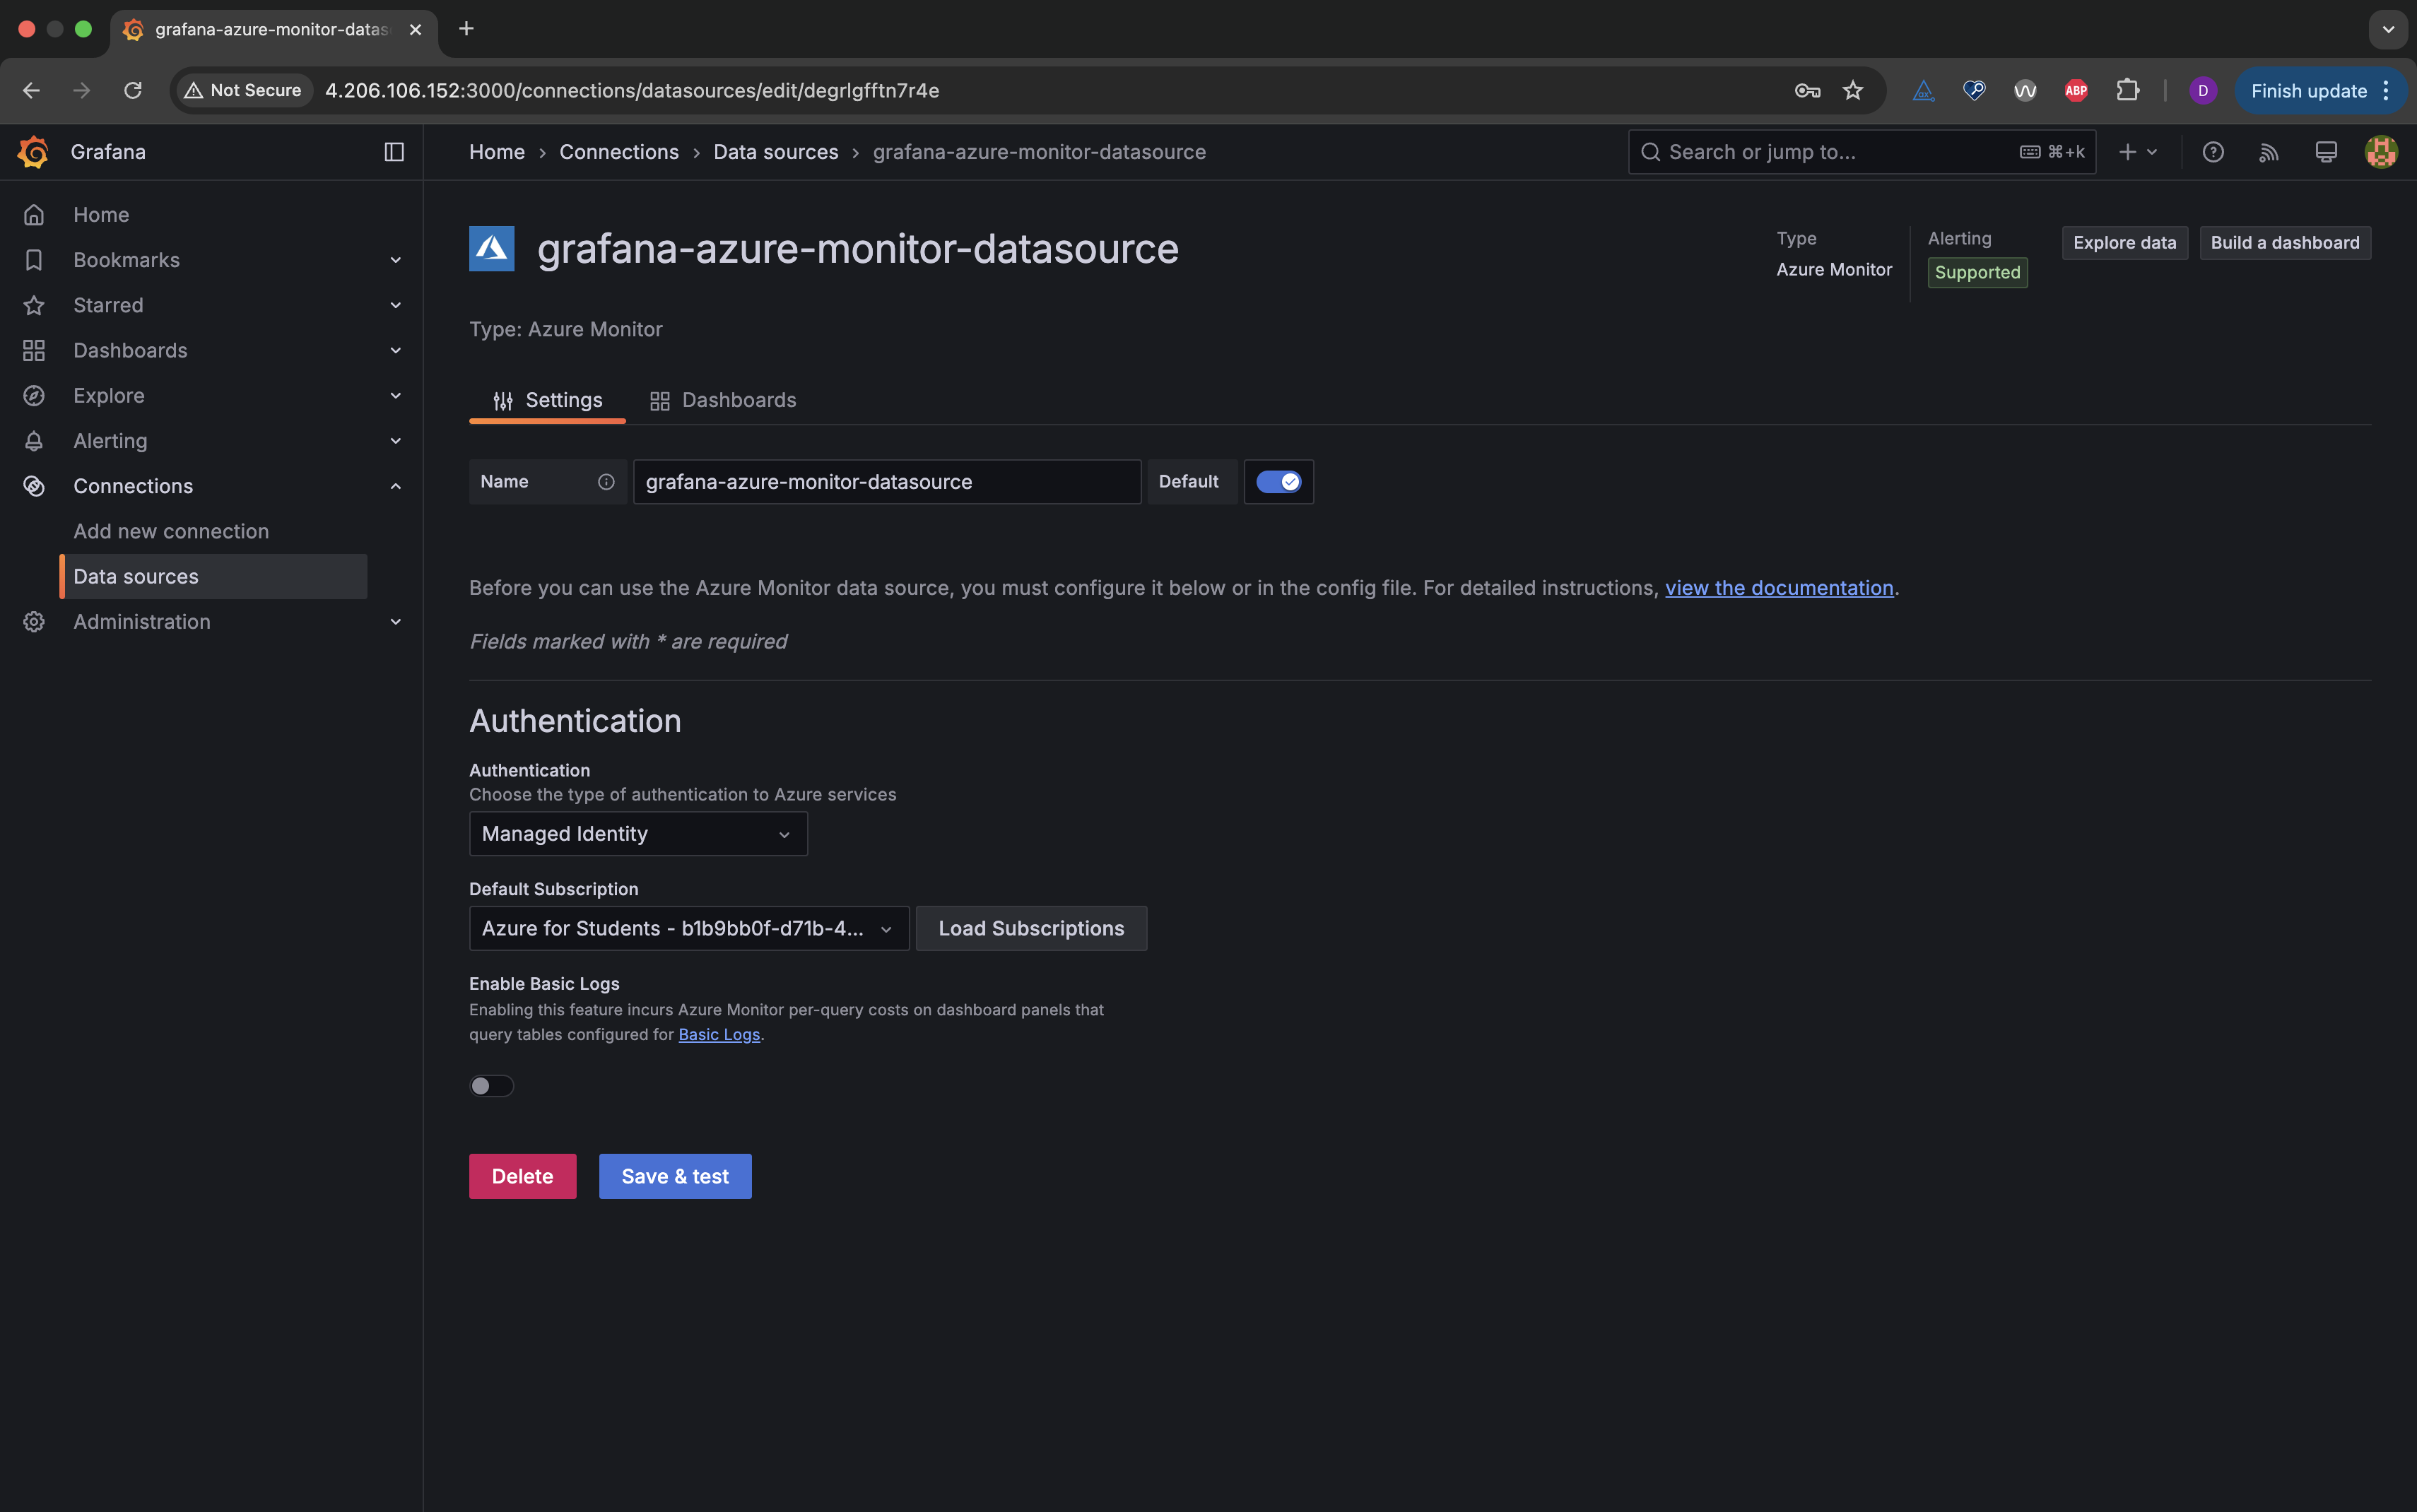 grafana-azure-monitor-datas
Not Secure
4.206.106.152:3000/connections/datasources/edit/degrlgfftn7r4e
ABP
D
Finish update
Grafana
Home › Connections › Data sources › grafana-azure-monitor-datasource
Search or jump to...
⌘+k
Home
Bookmarks
Starred
Dashboards
Explore
Alerting
Connections
Add new connection
Data sources
Administration
grafana-azure-monitor-datasource
Type
Azure Monitor
Alerting
Supported
Explore data
Build a dashboard
Type: Azure Monitor
Settings
Dashboards
Name
grafana-azure-monitor-datasource
Default
Before you can use the Azure Monitor data source, you must configure it below or in the config file. For detailed instructions, view the documentation.
Fields marked with * are required
Authentication
Authentication
Choose the type of authentication to Azure services
Managed Identity
Default Subscription
Azure for Students - b1b9bb0f-d71b-4...
Load Subscriptions
Enable Basic Logs
Enabling this feature incurs Azure Monitor per-query costs on dashboard panels that
query tables configured for Basic Logs.
Delete
Save & test